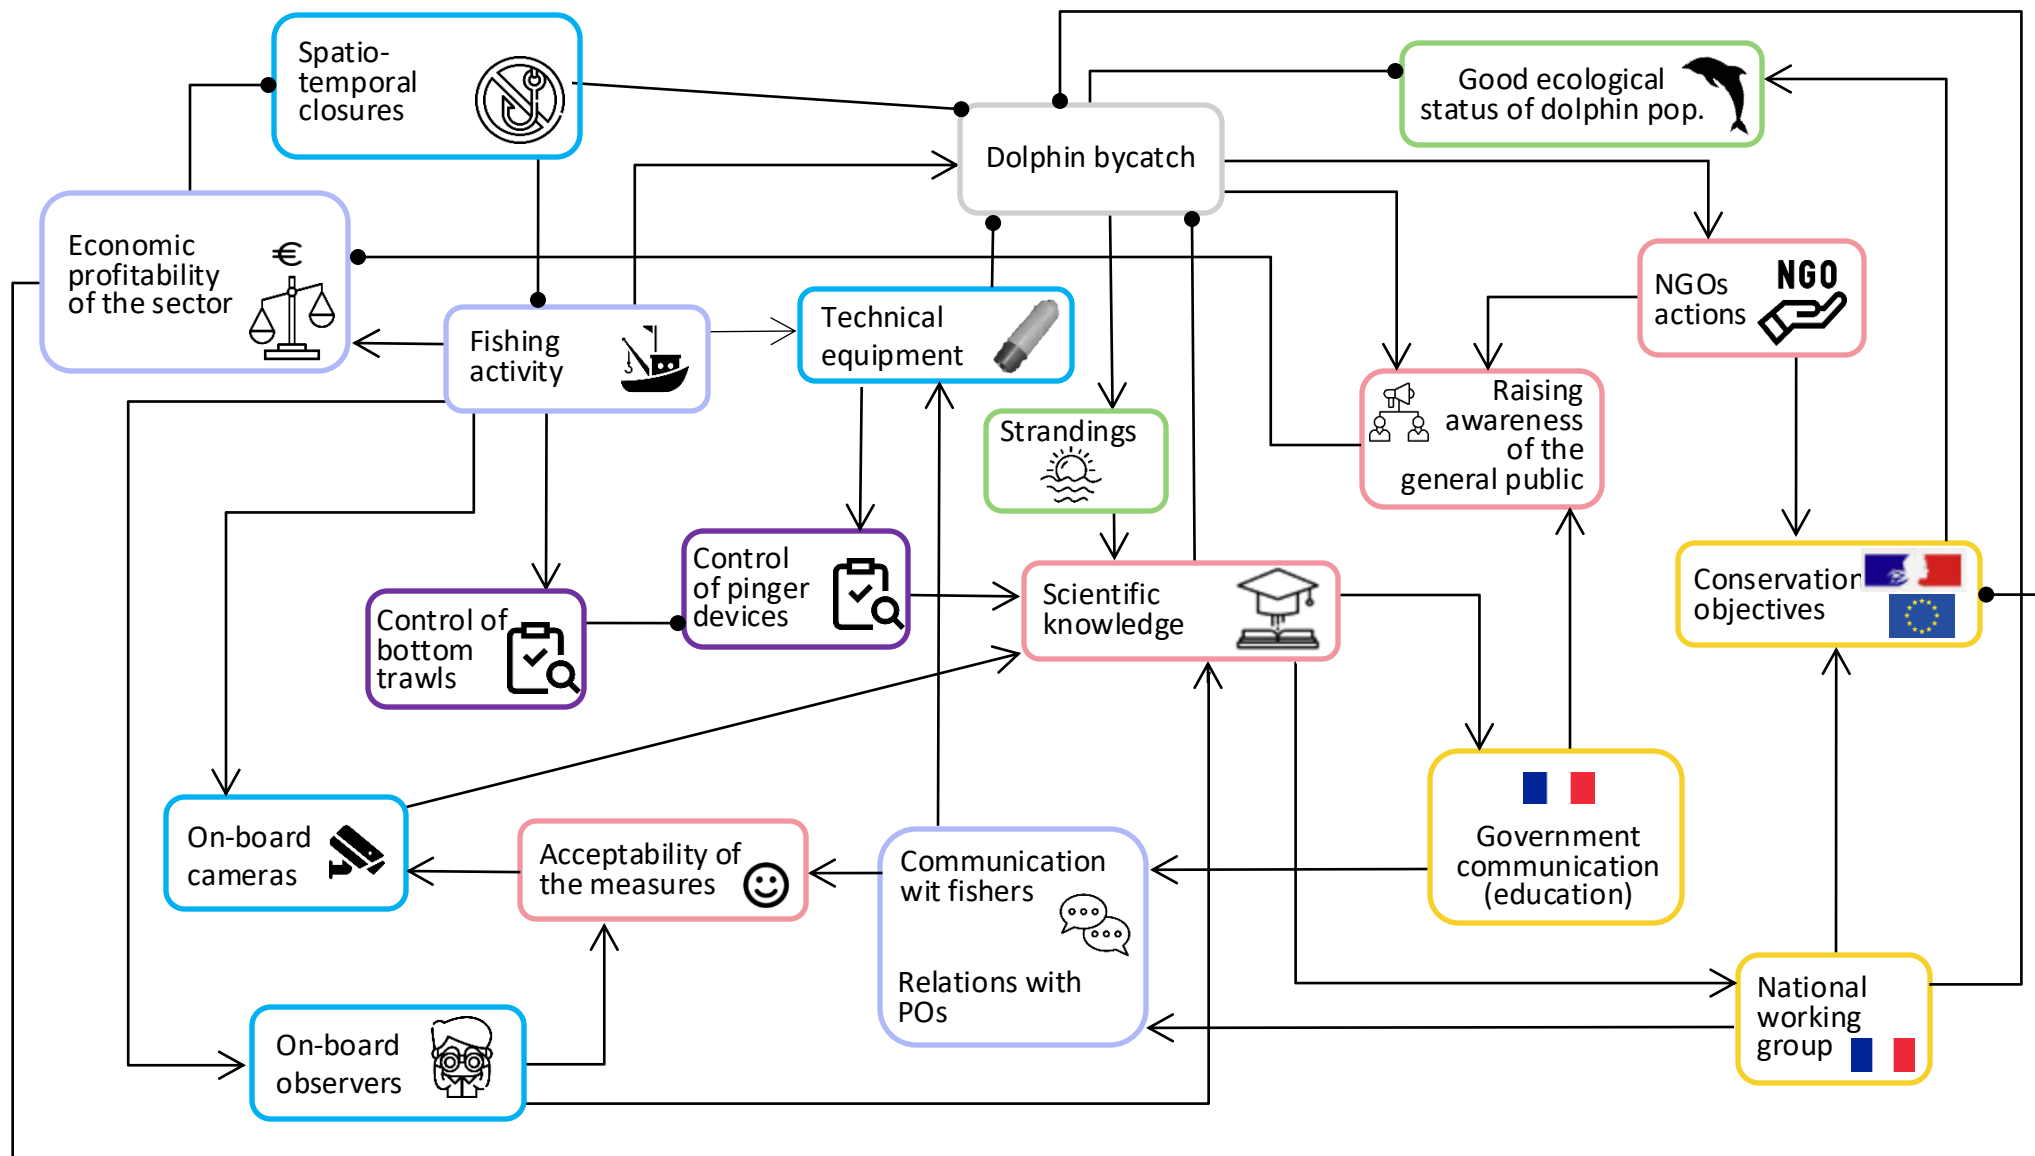 Spatio-
temporal
closures
Good ecological
status of dolphin pop.
Dolphin bycatch
Economic
profitability
of the sector
€
NGOs
actions
NGO
Fishing
activity
Technical
equipment
Raising
awareness
of the
general public
Strandings
Control
of pinger
devices
Conservation
objectives
Scientific
knowledge
Control of
bottom
trawls
On-board
cameras
Acceptability of
the measures
Communication
wit fishers
Relations with
POs
Government
communication
(education)
National
working
group
On-board
observers